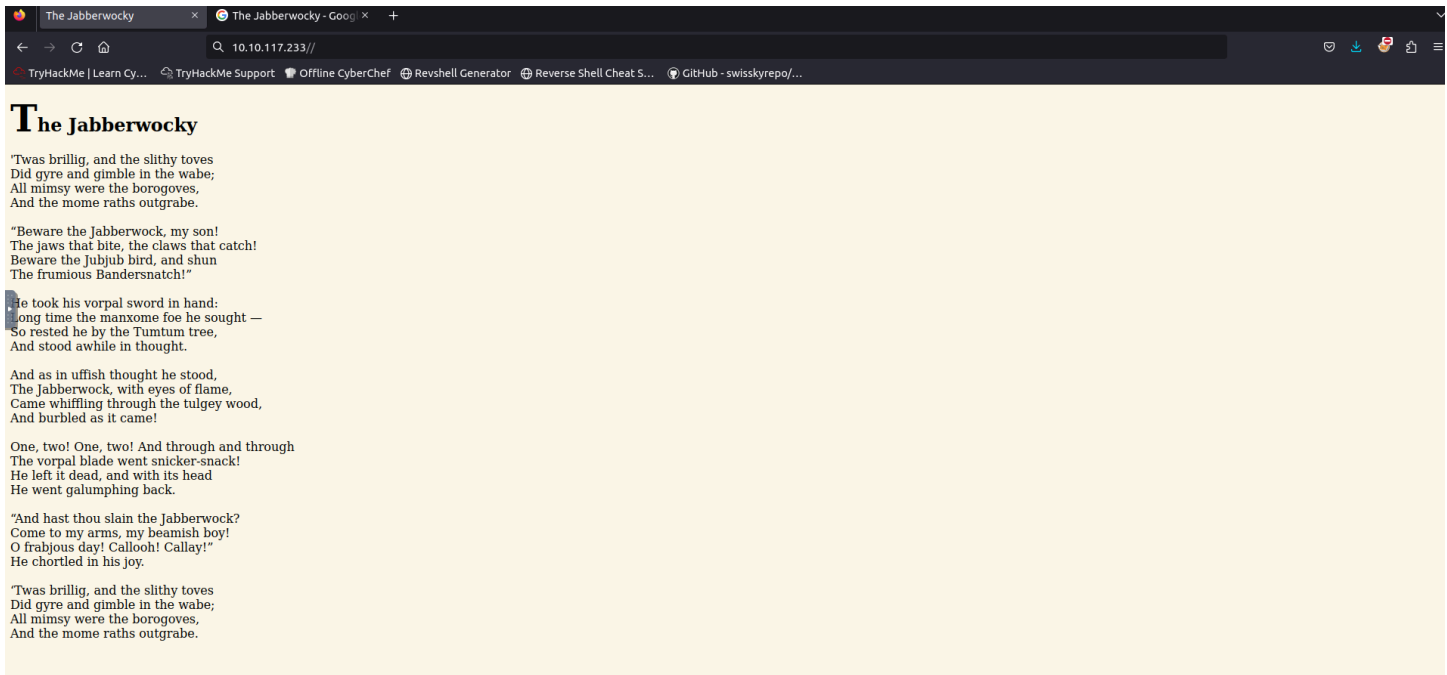 The Jabberwocky
The Jabberwocky - Goog
10.10.117.233//
TryHackMe | Learn Cy...
TryHackMe Support
Offline CyberChef
Revshell Generator
Reverse Shell Cheat S...
GitHub - swisskyrepo/...
The Jabberwocky
'Twas brillig, and the slithy toves
Did gyre and gimble in the wabe;
All mimsy were the borogoves,
And the mome raths outgrabe.
“Beware the Jabberwock, my son!
The jaws that bite, the claws that catch!
Beware the Jubjub bird, and shun
The frumious Bandersnatch!”
He took his vorpal sword in hand:
Long time the manxome foe he sought —
So rested he by the Tumtum tree,
And stood awhile in thought.
And as in uffish thought he stood,
The Jabberwock, with eyes of flame,
Came whiffling through the tulgey wood,
And burbled as it came!
One, two! One, two! And through and through
The vorpal blade went snicker-snack!
He left it dead, and with its head
He went galumphing back.
“And hast thou slain the Jabberwock?
Come to my arms, my beamish boy!
O frabjous day! Callooh! Callay!”
He chortled in his joy.
‘Twas brillig, and the slithy toves
Did gyre and gimble in the wabe;
All mimsy were the borogoves,
And the mome raths outgrabe.